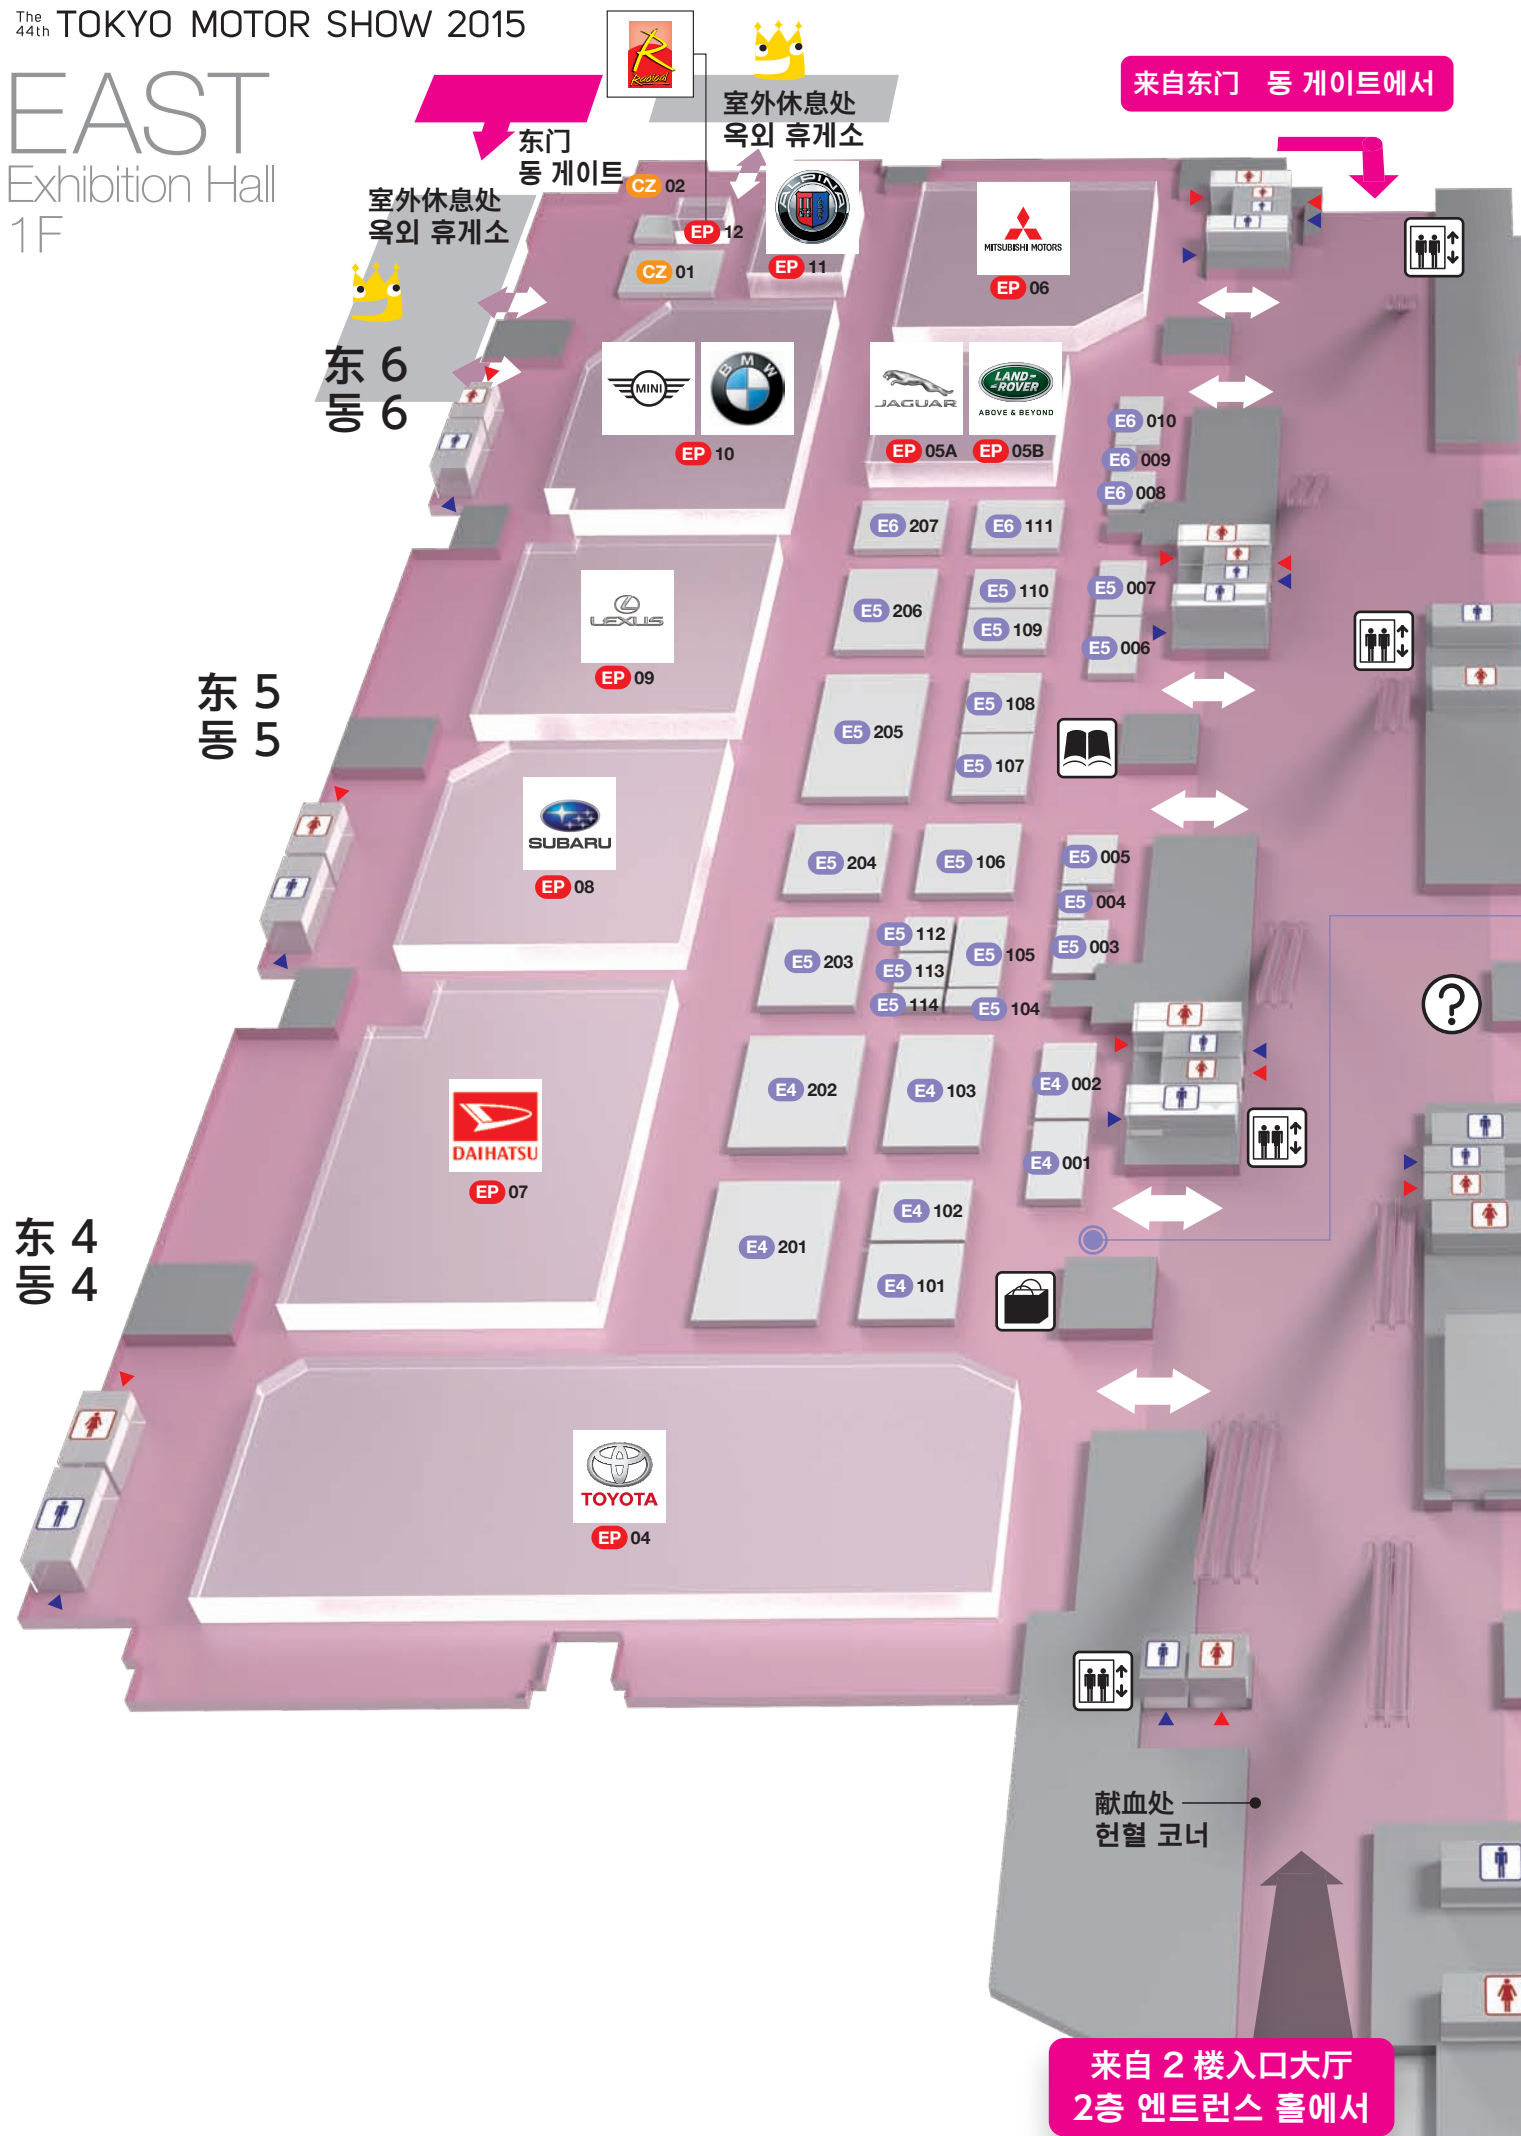 The 44th TOKYO MOTOR SHOW 2015
EAST
Exhibition Hall
1F
Radical
室外休息处
옥외 휴게소
来自东门 동 게이트에서
东门
동 게이트
室外休息处
옥외 휴게소
CZ 02
EP 12
CZ 01
ALPINA
EP 11
MITSUBISHI MOTORS
EP 06
东 6
동 6
MINI
BMW
EP 10
JAGUAR
EP 05A
LAND-ROVER
ABOVE & BEYOND
EP 05B
E6 010
E6 009
E6 008
E6 207
E6 111
LEXUS
EP 09
E5 206
E5 110
E5 109
E5 007
E5 006
东 5
동 5
E5 205
E5 108
E5 107
SUBARU
EP 08
E5 204
E5 106
E5 005
E5 004
E5 003
E5 203
E5 112
E5 113
E5 114
E5 105
E5 104
?
DAIHATSU
EP 07
E4 202
E4 103
E4 002
E4 001
东 4
동 4
E4 201
E4 102
E4 101
TOYOTA
EP 04
献血处
헌혈 코너
来自 2 楼入口大厅
2층 엔트런스 홀에서